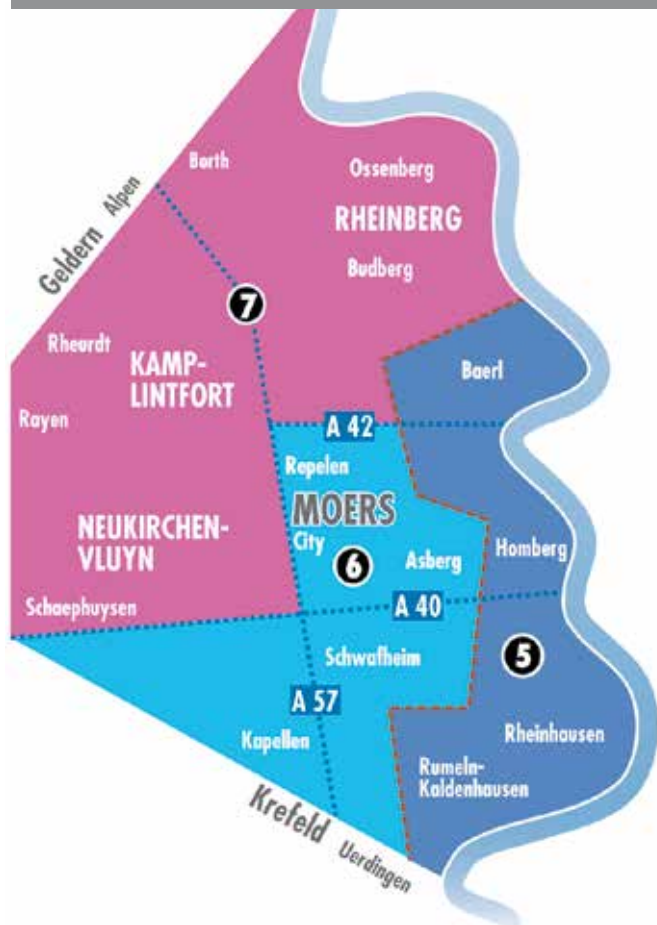 Borth
Ossenberg
RHEINBERG
Budberg
Geldern Alpen
7
Rheurdt
KAMP-
LINTFORT
Baerl
Rayen
A 42
Repelen
MOERS
NEUKIRCHEN-
VLUYN
City
6
Asberg
Homberg
Schaephuysen
A 40
5
Schwafheim
A 57
Kapellen
Rheinhausen
Rumeln-
Kaldenhausen
Krefeld Uerdingen